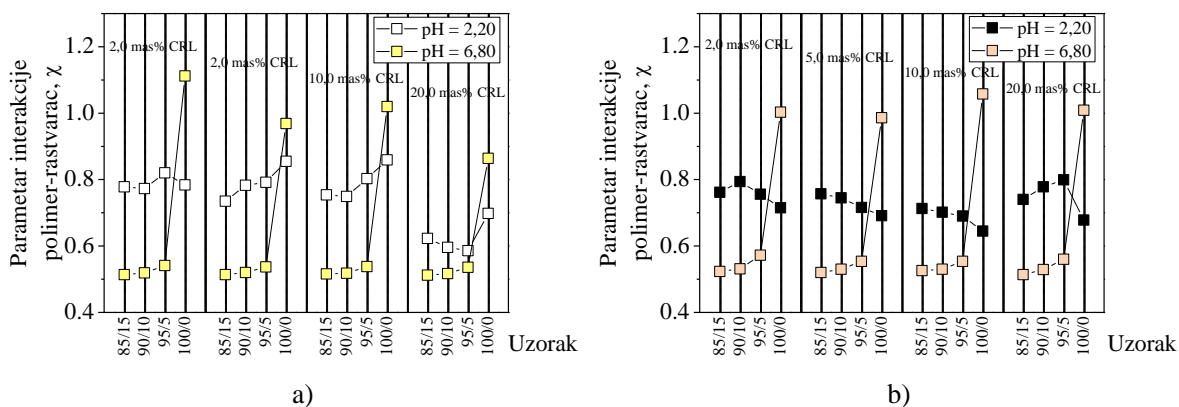 1.2
1.0
0.8
0.6
0.4
Parametar interakcije
polimer-rastvarac, χ
pH = 2,20
pH = 6,80
2,0 mas% CRL
2,0 mas% CRL
10,0 mas% CRL
20,0 mas% CRL
85/15
90/10
95/5
100/0
85/15
90/10
95/5
100/0
85/15
90/10
95/5
100/0
85/15
90/10
95/5
100/0
Uzorak
a)
1.2
1.0
0.8
0.6
0.4
Parametar interakcije
polimer-rastvarac, χ
pH = 2,20
pH = 6,80
2,0 mas% CRL
5,0 mas% CRL
10,0 mas% CRL
20,0 mas% CRL
85/15
90/10
95/5
100/0
85/15
90/10
95/5
100/0
85/15
90/10
95/5
100/0
85/15
90/10
95/5
100/0
Uzorak
b)